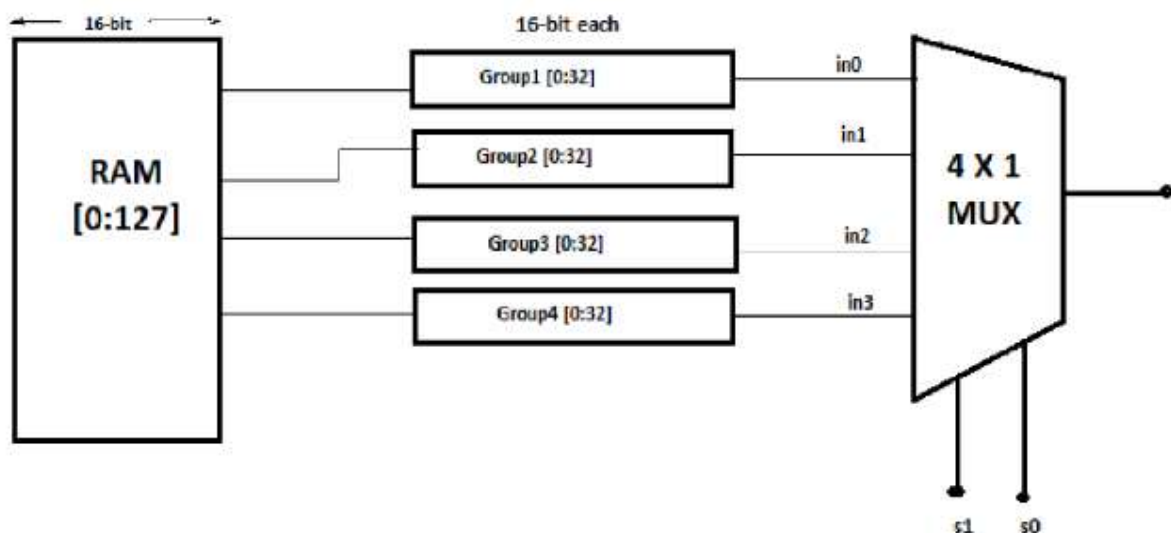 16-bit
16-bit each
RAM
[0:127]
Group1 [0:32]
Group2 [0:32]
Group3 [0:32]
Group4 [0:32]
in0
in1
in2
in3
4 X 1
MUX
s1
s0